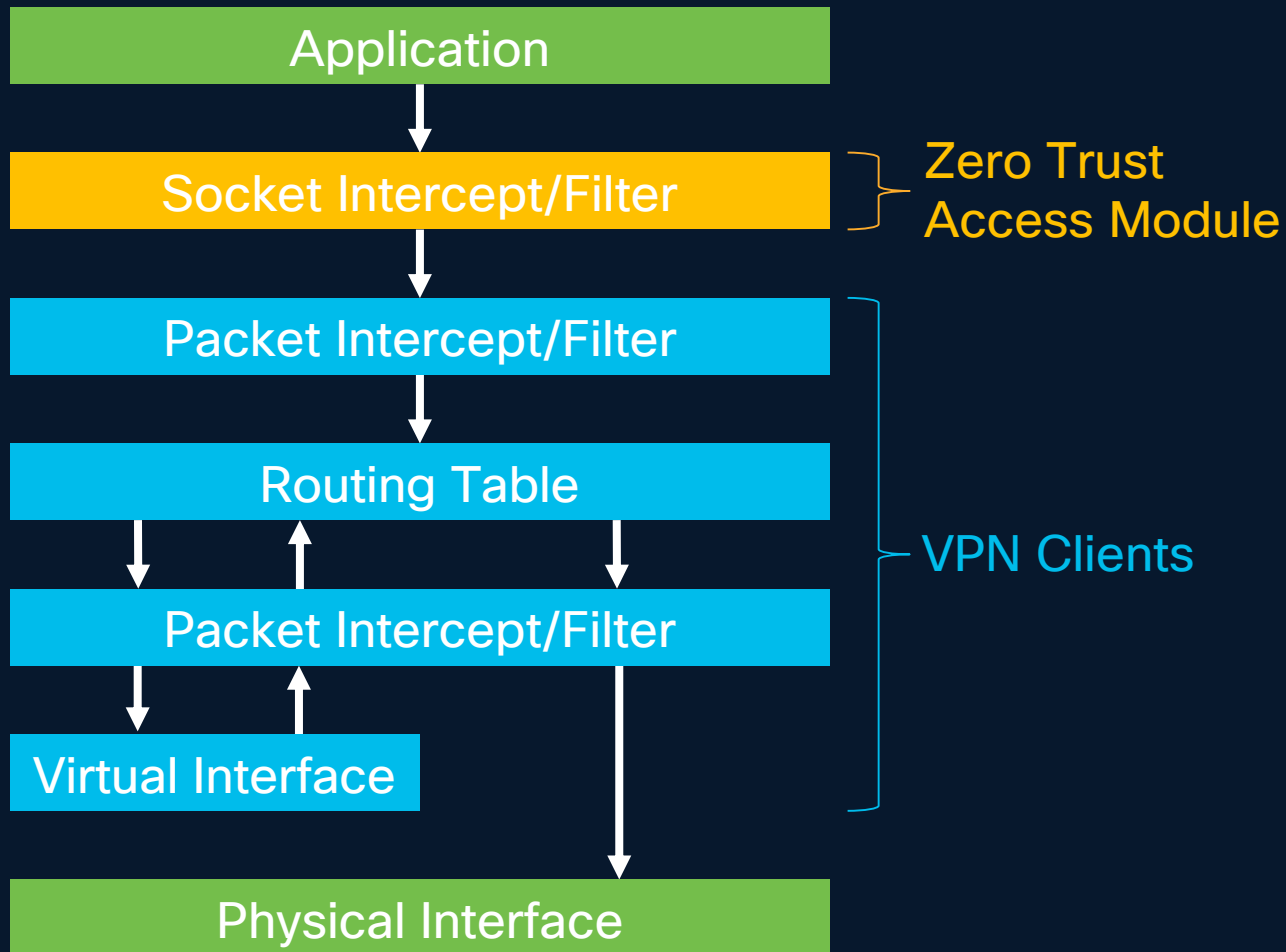 Application
Socket Intercept/Filter
Zero Trust
Access Module
Packet Intercept/Filter
Routing Table
VPN Clients
Packet Intercept/Filter
Virtual Interface
Physical Interface